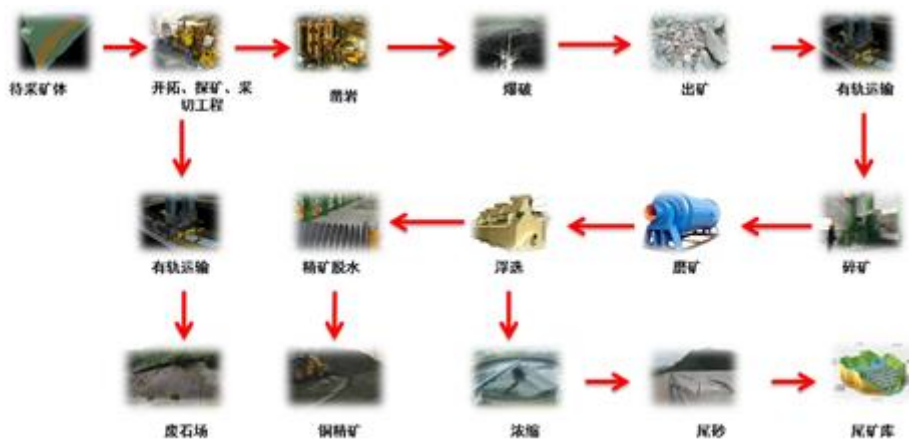 待采矿体
开拓、探矿、采
切工程
凿岩
爆破
出矿
有轨运输
有轨运输
精矿脱水
浮选
磨矿
碎矿
废石场
铜精矿
浓缩
尾砂
尾矿库